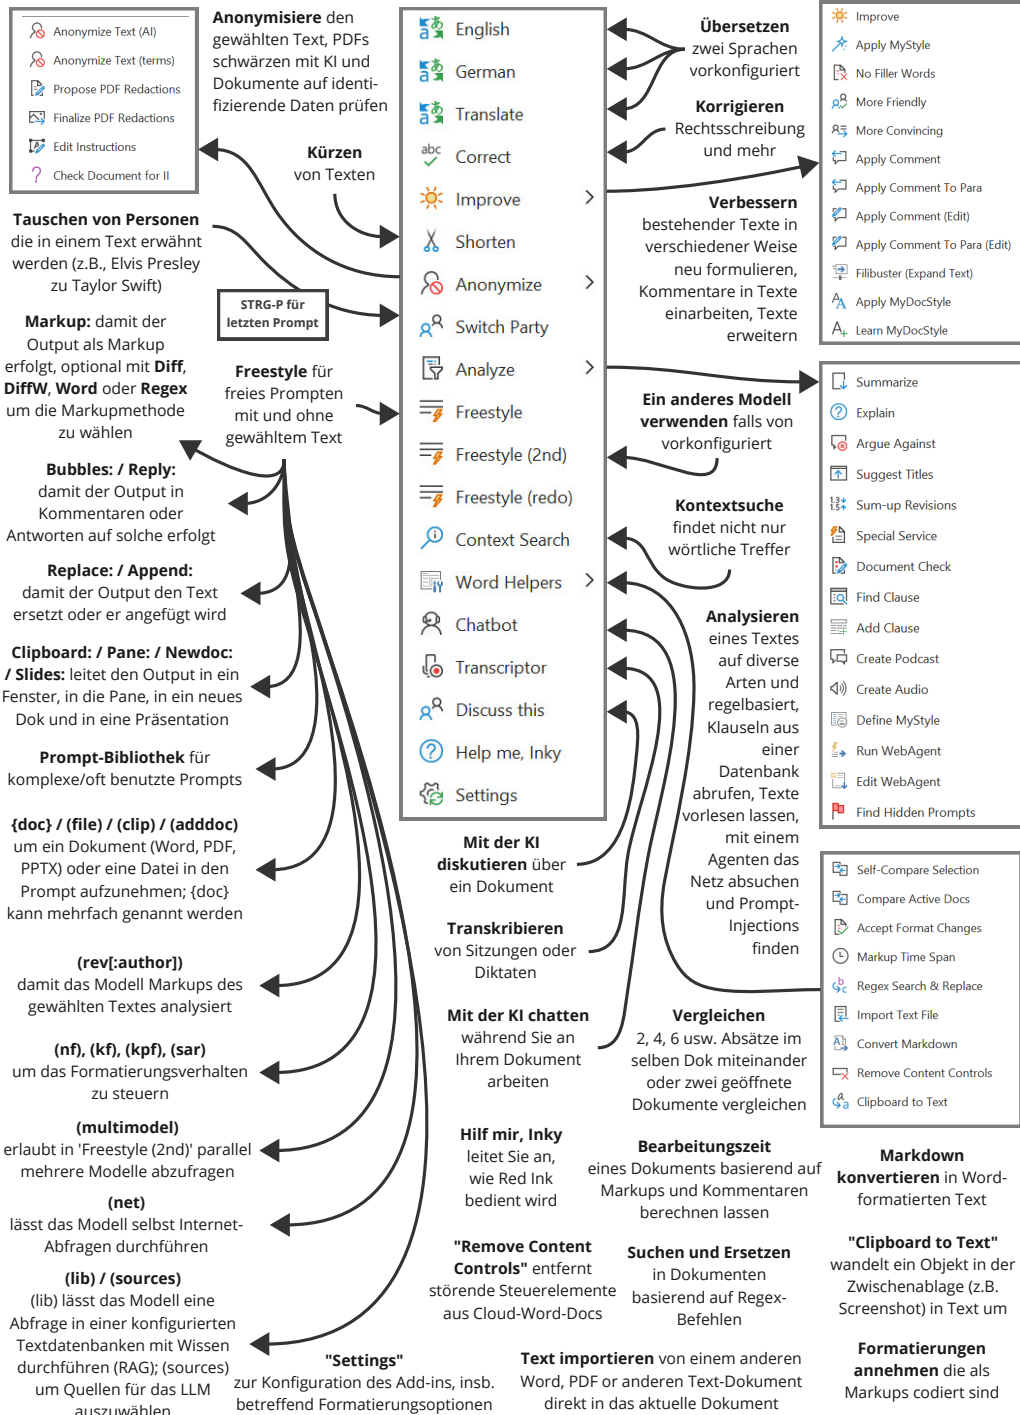 Anonymize Text (AI)
Anonymize Text (terms)
Propose PDF Redactions
Finalize PDF Redactions
Edit Instructions
Check Document for II
Anonymisiere den
gewählten Text, PDFs
schwärzen mit KI und
Dokumente auf identi-
fizierende Daten prüfen
Kürzen
von Texten
Tauschen von Personen
die in einem Text erwähnt
werden (z.B., Elvis Presley
zu Taylor Swift)
STRG-P für
letzten Prompt
Markup: damit der
Output als Markup
erfolgt, optional mit Diff,
DiffW, Word oder Regex
um die Markupmethode
zu wählen
Freestyle für
freies Prompten
mit und ohne
gewähltem Text
Bubbles: / Reply:
damit der Output in
Kommentaren oder
Antworten auf solche erfolgt
Replace: / Append:
damit der Output den Text
ersetzt oder er angefügt wird
Clipboard: / Pane: / Newdoc:
/ Slides: leitet den Output in ein
Fenster, in die Pane, in ein neues
Dok und in eine Präsentation
Prompt-Bibliothek für
komplexe/oft benutzte Prompts
{doc} / (file) / (clip) / (adddoc)
um ein Dokument (Word, PDF,
PPTX) oder eine Datei in den
Prompt aufzunehmen; {doc}
kann mehrfach genannt werden
(rev[:author])
damit das Modell Markups des
gewählten Textes analysiert
(nf), (kf), (kpf), (sar)
um das Formatierungsverhalten
zu steuern
(multimodel)
erlaubt in 'Freestyle (2nd)' parallel
mehrere Modelle abzufragen
(net)
lässt das Modell selbst Internet-
Abfragen durchführen
(lib) / (sources)
(lib) lässt das Modell eine
Abfrage in einer konfigurierten
Textdatenbanken mit Wissen
durchführen (RAG); (sources)
um Quellen für das LLM
auszuwählen
English
German
Translate
abc
Correct
Improve
Shorten
Anonymize
Switch Party
Analyze
Freestyle
Freestyle (2nd)
Freestyle (redo)
Context Search
Word Helpers
Chatbot
Transcriptor
Discuss this
Help me, Inky
Settings
Übersetzen
zwei Sprachen
vorkonfiguriert
Korrigieren
Rechtsschreibung
und mehr
Verbessern
bestehender Texte in
verschiedener Weise
neu formulieren,
Kommentare in Texte
einarbeiten, Texte
erweitern
Ein anderes Modell
verwenden falls von
vorkonfiguriert
Kontextsuche
findet nicht nur
wörtliche Treffer
Analysieren
eines Textes
auf diverse
Arten und
regelbasiert,
Klauseln aus
einer
Datenbank
abrufen, Texte
vorlesen lassen,
mit einem
Agenten das
Netz absuchen
und Prompt-
Injections
finden
Mit der KI
diskutieren über
ein Dokument
Transkribieren
von Sitzungen oder
Diktaten
Mit der KI chatten
während Sie an
Ihrem Dokument
arbeiten
Hilf mir, Inky
leitet Sie an,
wie Red Ink
bedient wird
"Remove Content
Controls" entfernt
störende Steuerelemente
aus Cloud-Word-Docs
"Settings"
zur Konfiguration des Add-ins, insb.
betreffend Formatierungsoptionen
Vergleichen
2, 4, 6 usw. Absätze im
selben Dok miteinander
oder zwei geöffnete
Dokumente vergleichen
Bearbeitungszeit
eines Dokuments basierend auf
Markups und Kommentaren
berechnen lassen
Suchen und Ersetzen
in Dokumenten
basierend auf Regex-
Befehlen
Text importieren von einem anderen
Word, PDF or anderen Text-Dokument
direkt in das aktuelle Dokument
Improve
Apply MyStyle
No Filler Words
More Friendly
More Convincing
Apply Comment
Apply Comment To Para
Apply Comment (Edit)
Apply Comment To Para (Edit)
Filibuster (Expand Text)
Apply MyDocStyle
Learn MyDocStyle
Summarize
Explain
Argue Against
Suggest Titles
Sum-up Revisions
Special Service
Document Check
Find Clause
Add Clause
Create Podcast
Create Audio
Define MyStyle
Run WebAgent
Edit WebAgent
Find Hidden Prompts
Self-Compare Selection
Compare Active Docs
Accept Format Changes
Markup Time Span
Regex Search & Replace
Import Text File
Convert Markdown
Remove Content Controls
Clipboard to Text
Markdown
konvertieren in Word-
formatierten Text
"Clipboard to Text"
wandelt ein Objekt in der
Zwischenablage (z.B.
Screenshot) in Text um
Formatierungen
annehmen die als
Markups codiert sind